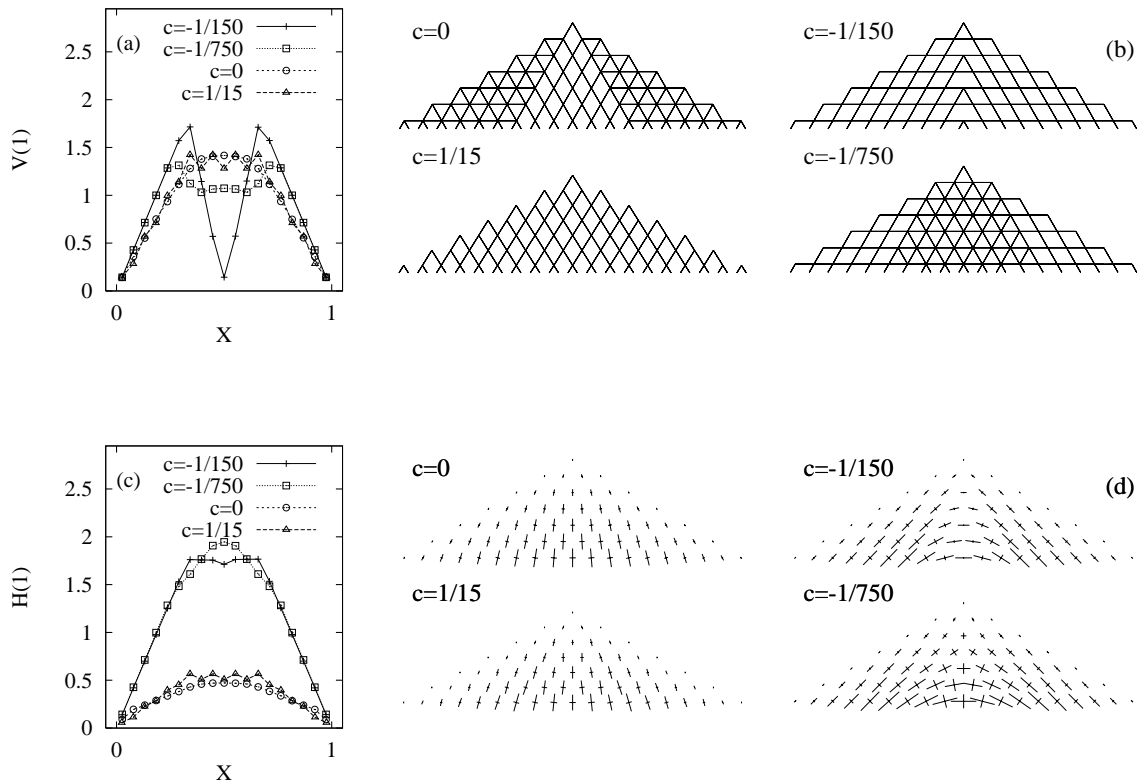 (a)
c=-1/150
c=-1/750
c=0
c=1/15
2.5
2
1.5
1
0.5
0
0
1
V(1)
X
c=0
c=-1/150
(b)
c=1/15
c=-1/750
(c)
c=-1/150
c=-1/750
c=0
c=1/15
2.5
2
1.5
1
0.5
0
0
1
H(1)
X
c=0
c=-1/150
(d)
c=1/15
c=-1/750